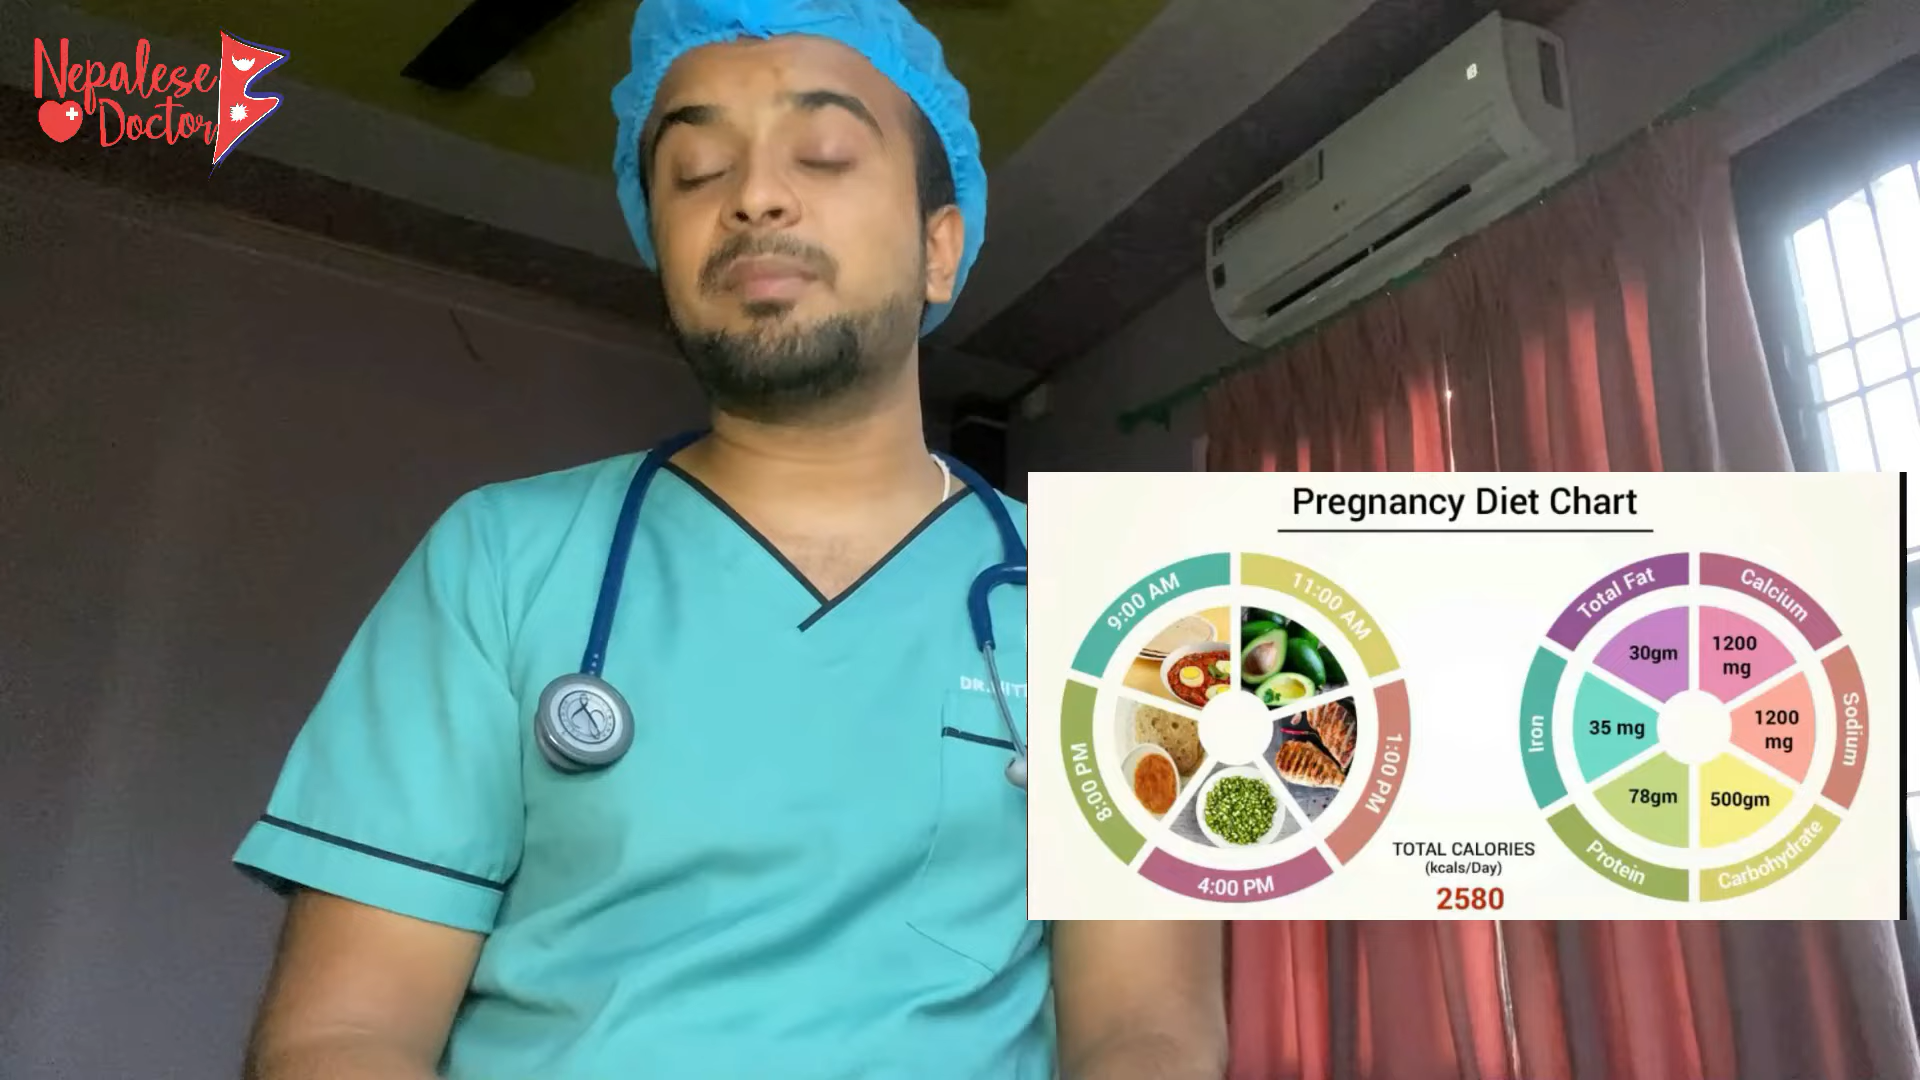 Nepalese
Doctor
Pregnancy Diet Chart
9:00 AM
11:00 AM
1:00 PM
4:00 PM
8:00 PM
TOTAL CALORIES
(kcals/Day)
2580
Total Fat
30gm
Calcium
1200
mg
Sodium
1200
mg
Carbohydrate
500gm
Protein
78gm
Iron
35 mg
DR.